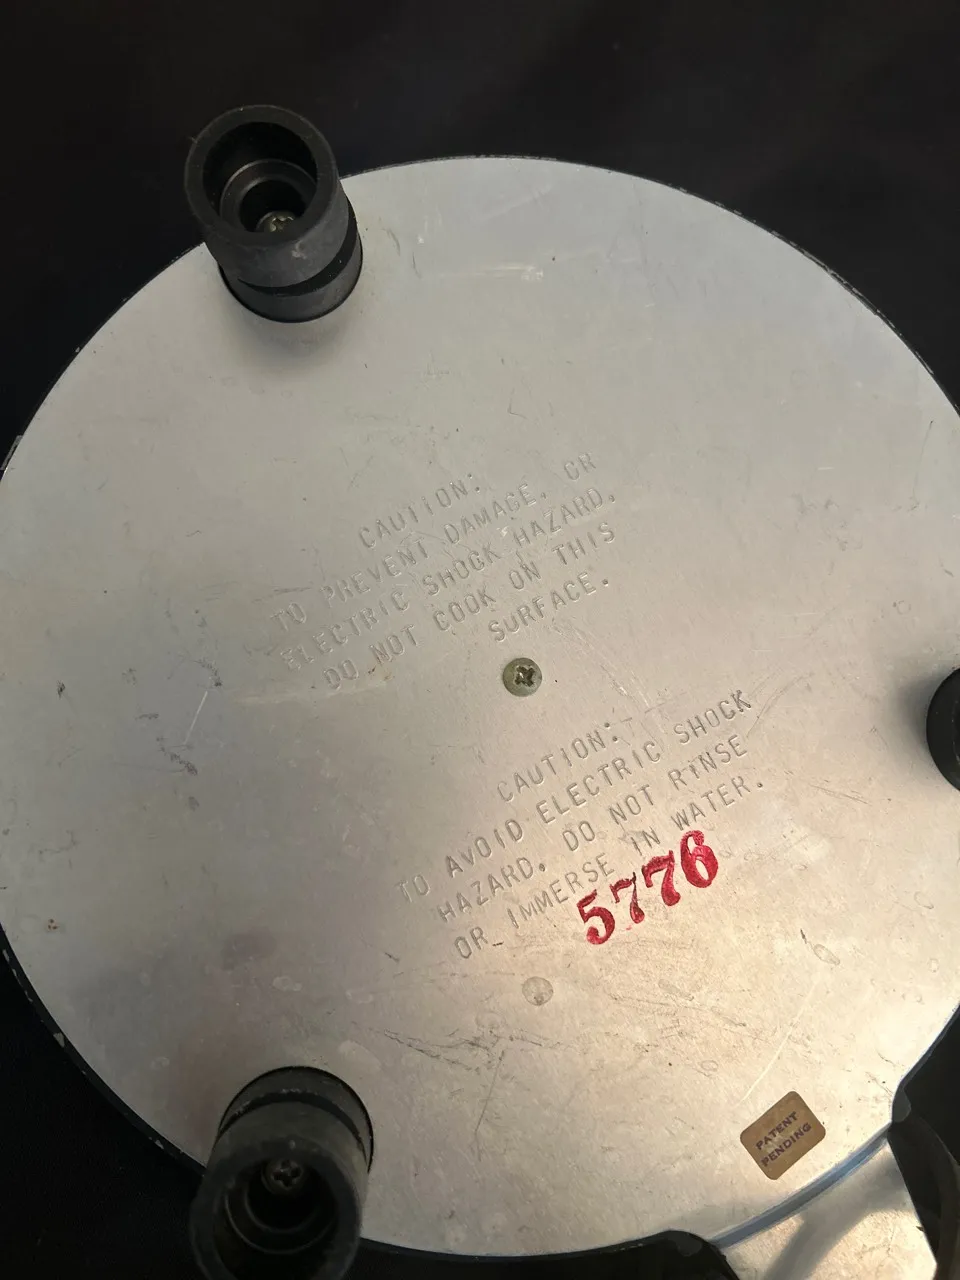 CAUTION:
TO PREVENT DAMAGE, OR
ELECTRIC SHOCK HAZARD,
DO NOT COOK ON THIS
SURFACE.
CAUTION:
TO AVOID ELECTRIC SHOCK
HAZARD, DO NOT RINSE
OR IMMERSE IN WATER.
5776
PATENT
PENDING